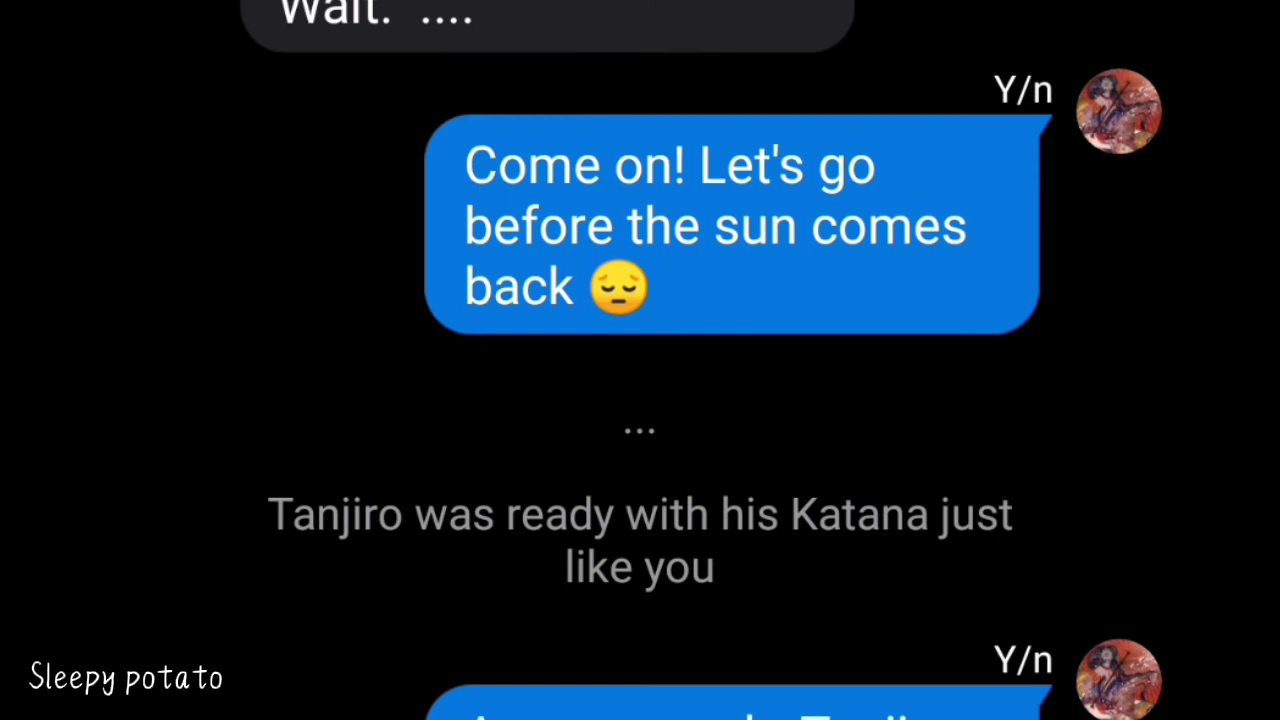 Wait. ....
Y/n
Come on! Let's go
before the sun comes
back 😔
...
Tanjiro was ready with his Katana just
like you
Y/n
Sleepy potato